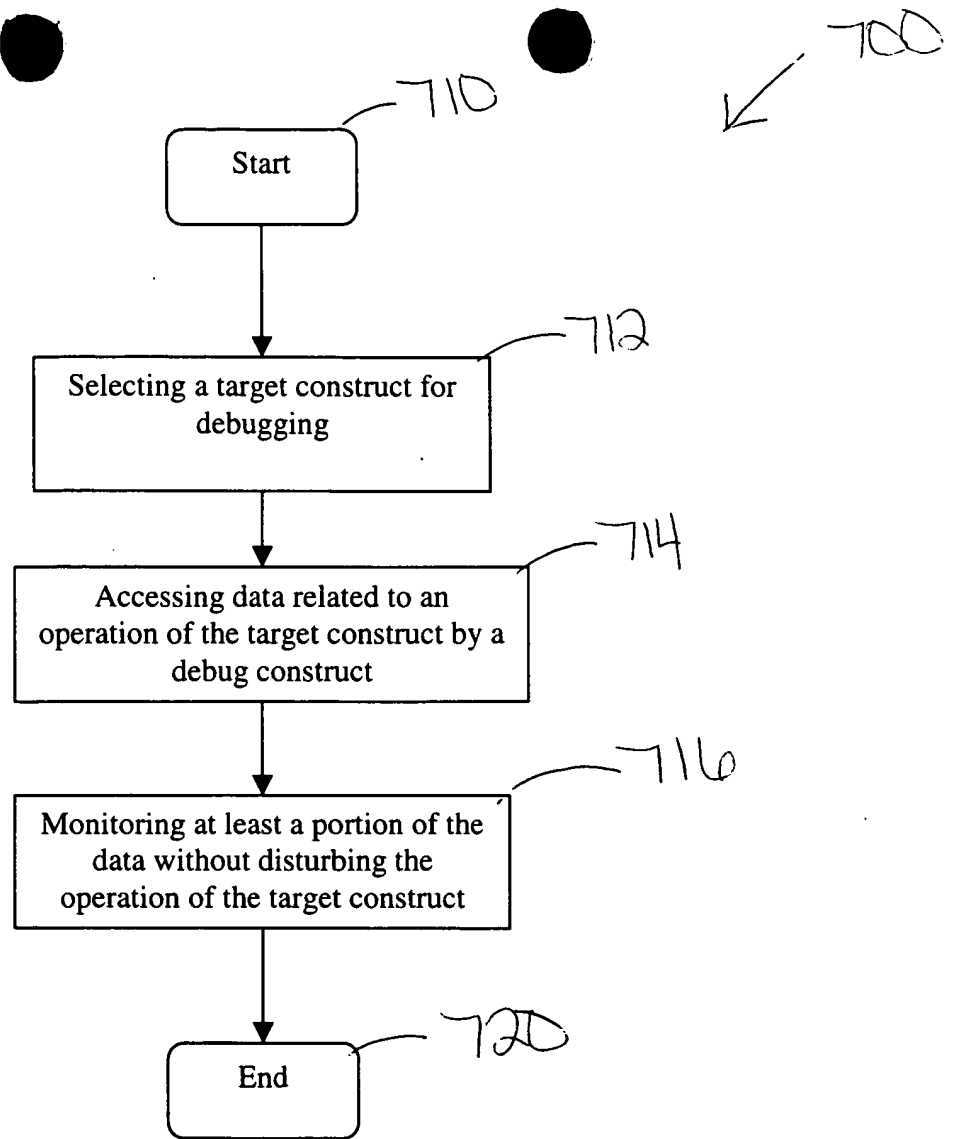 700
710
Start
712
Selecting a target construct for
debugging
714
Accessing data related to an
operation of the target construct by a
debug construct
716
Monitoring at least a portion of the
data without disturbing the
operation of the target construct
720
End